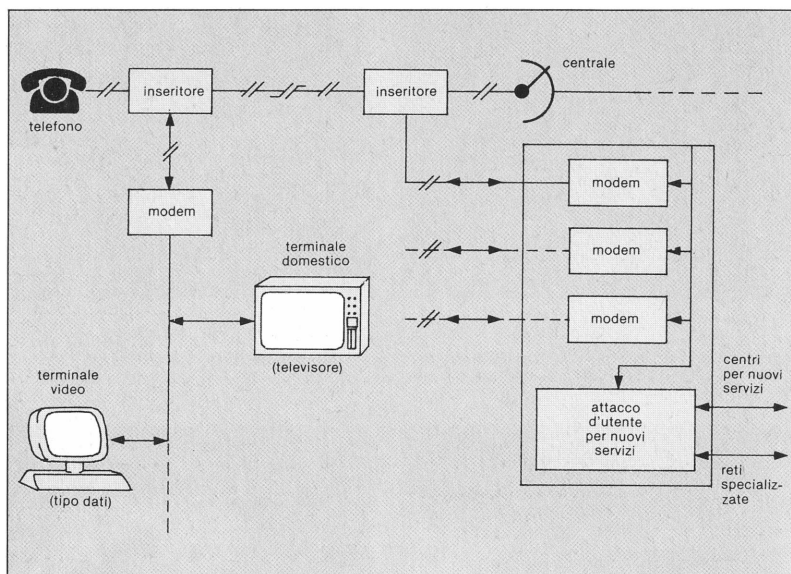 centrale
inseritore
inseritore
telefono
modem
modem
terminale
domestico
modem
modem
(televisore)
centri
per nuovi
servizi
terminale
video
attacco
d'utente
per nuovi
servizi
reti
specializ-
zate
(tipo dati)